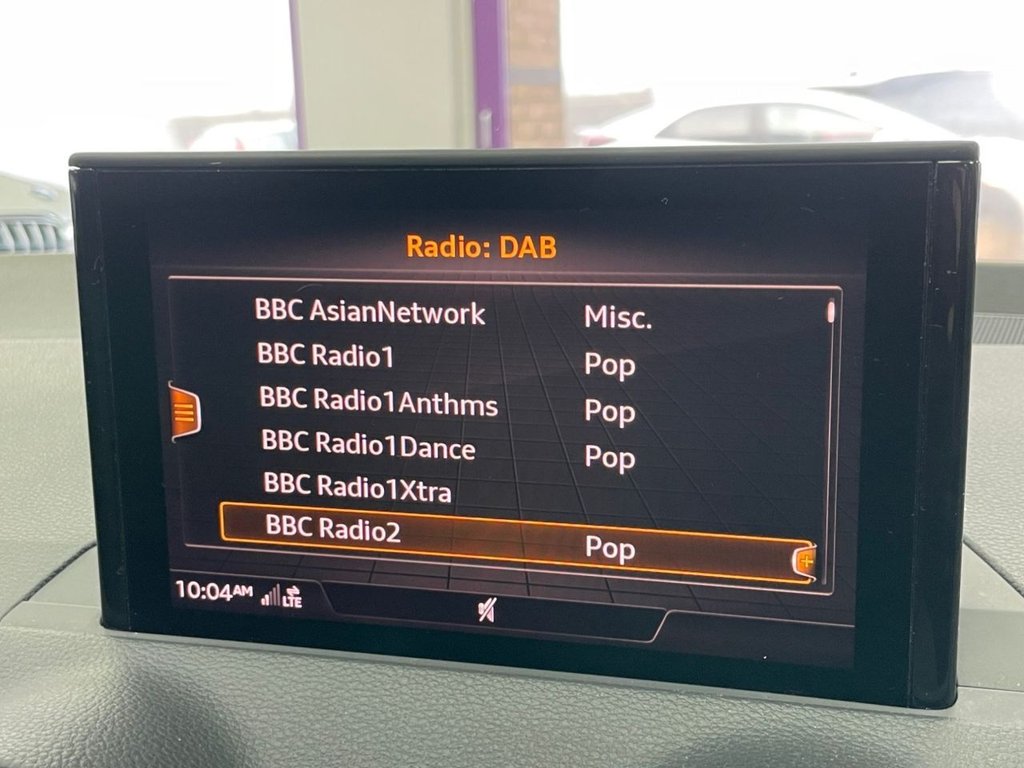 Radio: DAB
BBC AsianNetwork Misc.
BBC Radio1 Pop
BBC Radio1Anthms Pop
BBC Radio1Dance Pop
BBC Radio1Xtra
BBC Radio2 Pop
10:04AM LTE